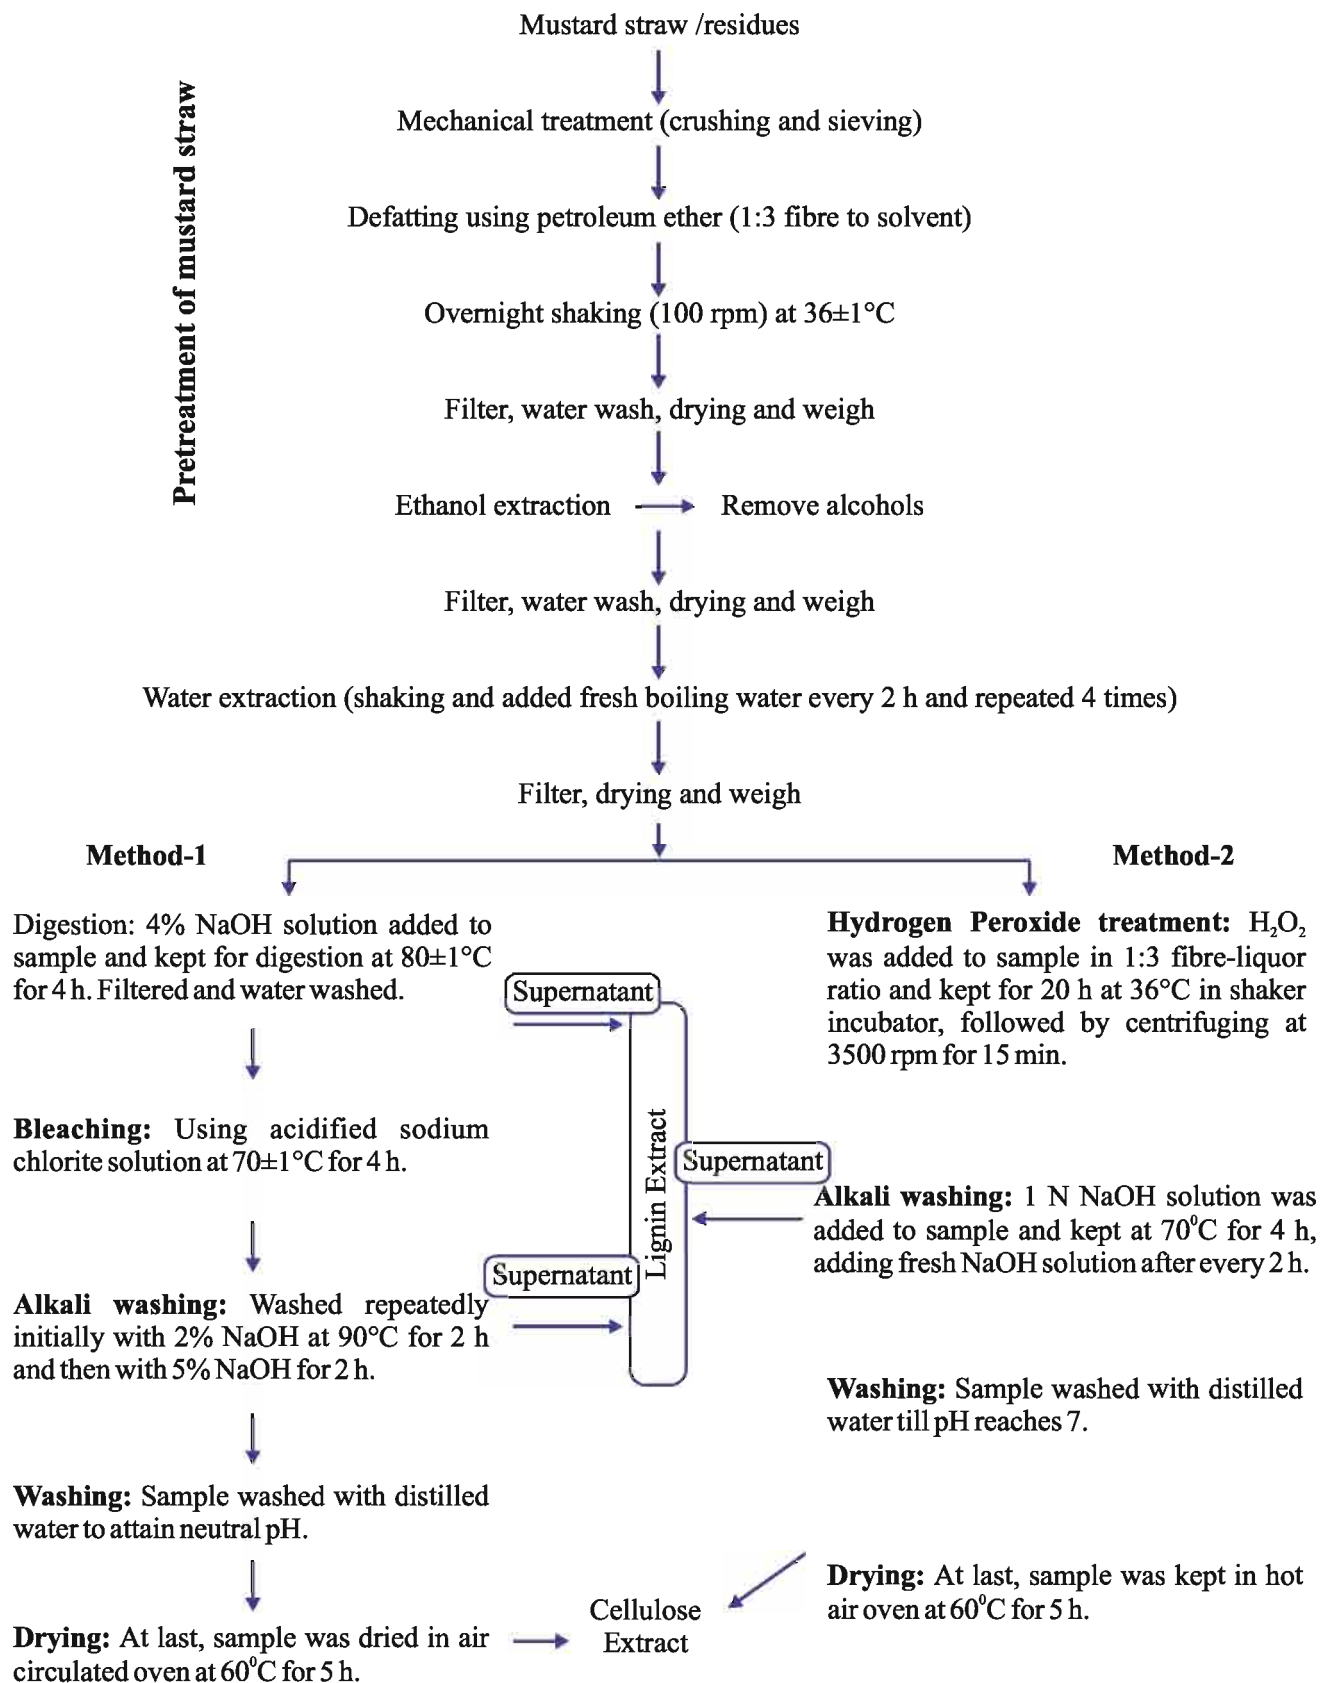 Mustard straw /residues
Pretreatment of mustard straw
Mechanical treatment (crushing and sieving)
Defatting using petroleum ether (1:3 fibre to solvent)
Overnight shaking (100 rpm) at 36±1°C
Filter, water wash, drying and weigh
Ethanol extraction
Remove alcohols
Filter, water wash, drying and weigh
Water extraction (shaking and added fresh boiling water every 2 h and repeated 4 times)
Filter, drying and weigh
Method-1
Digestion: 4% NaOH solution added to
sample and kept for digestion at 80±1°C
for 4 h. Filtered and water washed.
Supernatant
Bleaching: Using acidified sodium
chlorite solution at 70±1°C for 4 h.
Alkali washing: Washed repeatedly
initially with 2% NaOH at 90°C for 2 h
and then with 5% NaOH for 2 h.
Supernatant
Lignin Extract
Washing: Sample washed with distilled
water to attain neutral pH.
Drying: At last, sample was dried in air
circulated oven at 60⁰C for 5 h.
Method-2
Hydrogen Peroxide treatment: H₂O₂
was added to sample in 1:3 fibre-liquor
ratio and kept for 20 h at 36°C in shaker
incubator, followed by centrifuging at
3500 rpm for 15 min.
Supernatant
Alkali washing: 1 N NaOH solution was
added to sample and kept at 70⁰C for 4 h,
adding fresh NaOH solution after every 2 h.
Washing: Sample washed with distilled
water till pH reaches 7.
Drying: At last, sample was kept in hot
air oven at 60⁰C for 5 h.
Cellulose
Extract